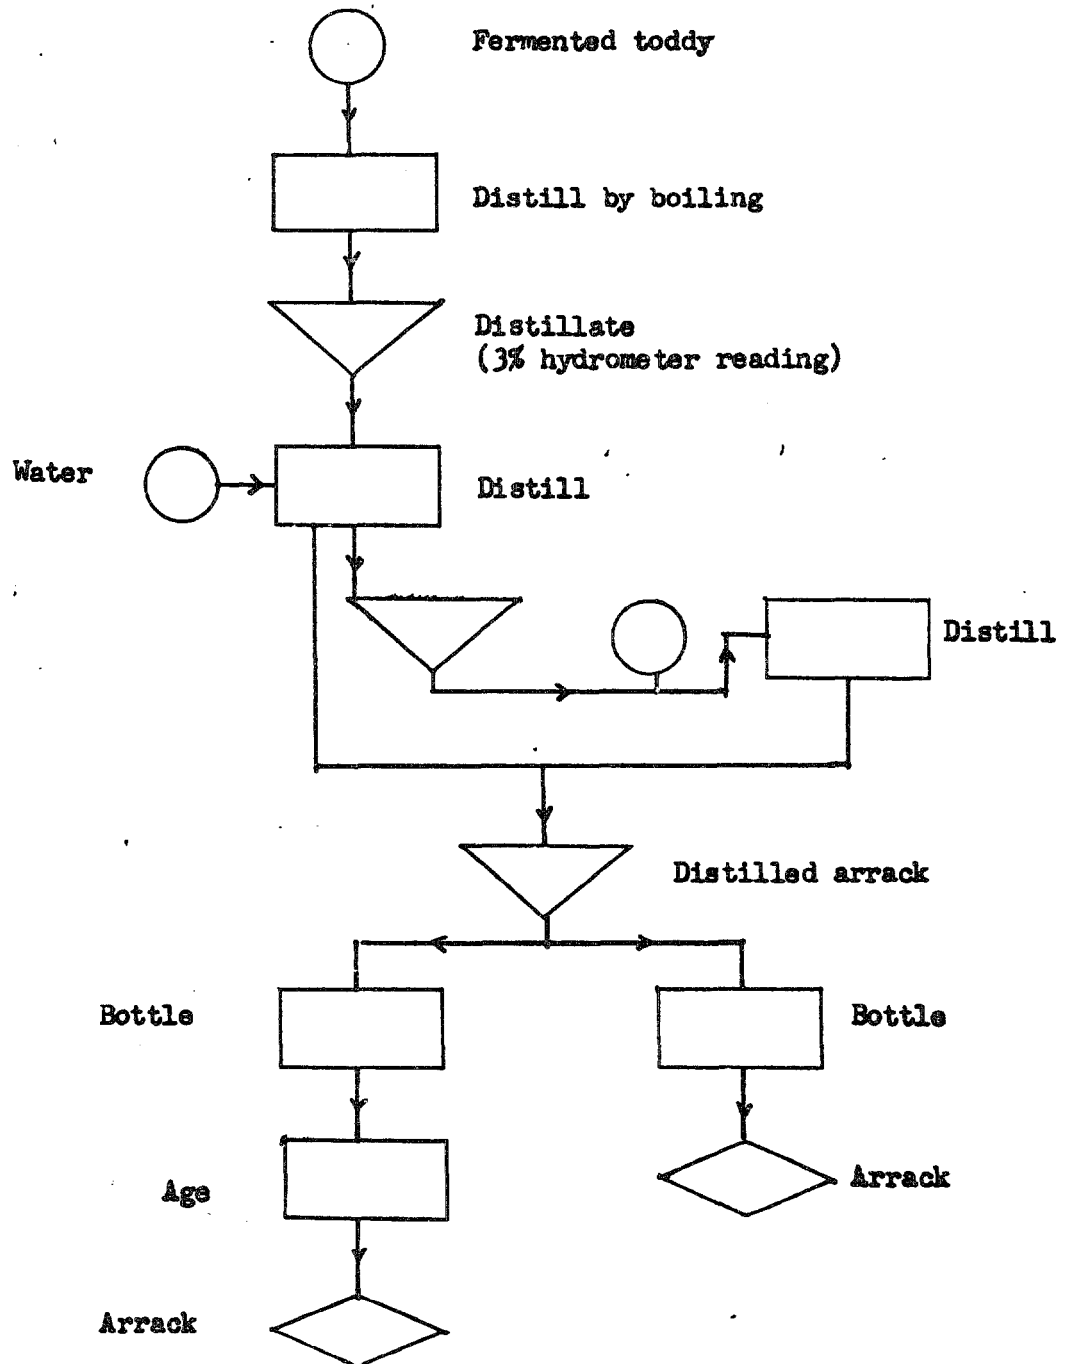 Fermented toddy
Distill by boiling
Distillate
(3% hydrometer reading)
Water
Distill
Distill
Distilled arrack
Bottle
Bottle
Arrack
Age
Arrack